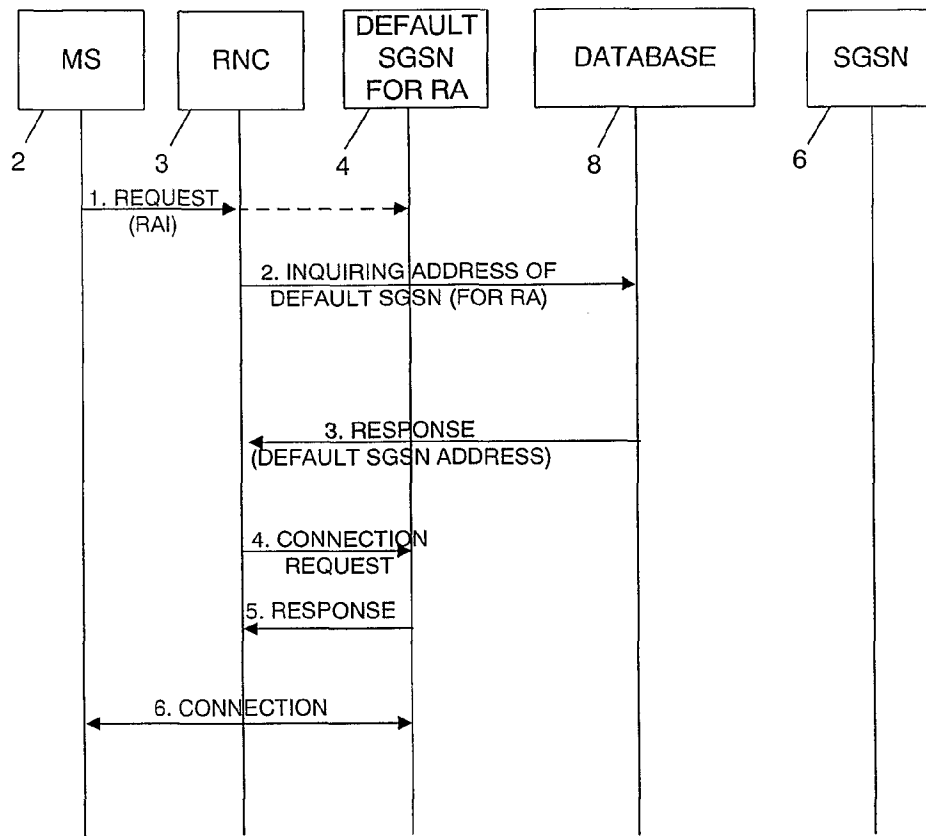 MS
RNC
DEFAULT
SGSN
FOR RA
DATABASE
SGSN
2
3
4
8
6
1. REQUEST
(RAI)
2. INQUIRING ADDRESS OF
DEFAULT SGSN (FOR RA)
3. RESPONSE
(DEFAULT SGSN ADDRESS)
4. CONNECTION
REQUEST
5. RESPONSE
6. CONNECTION